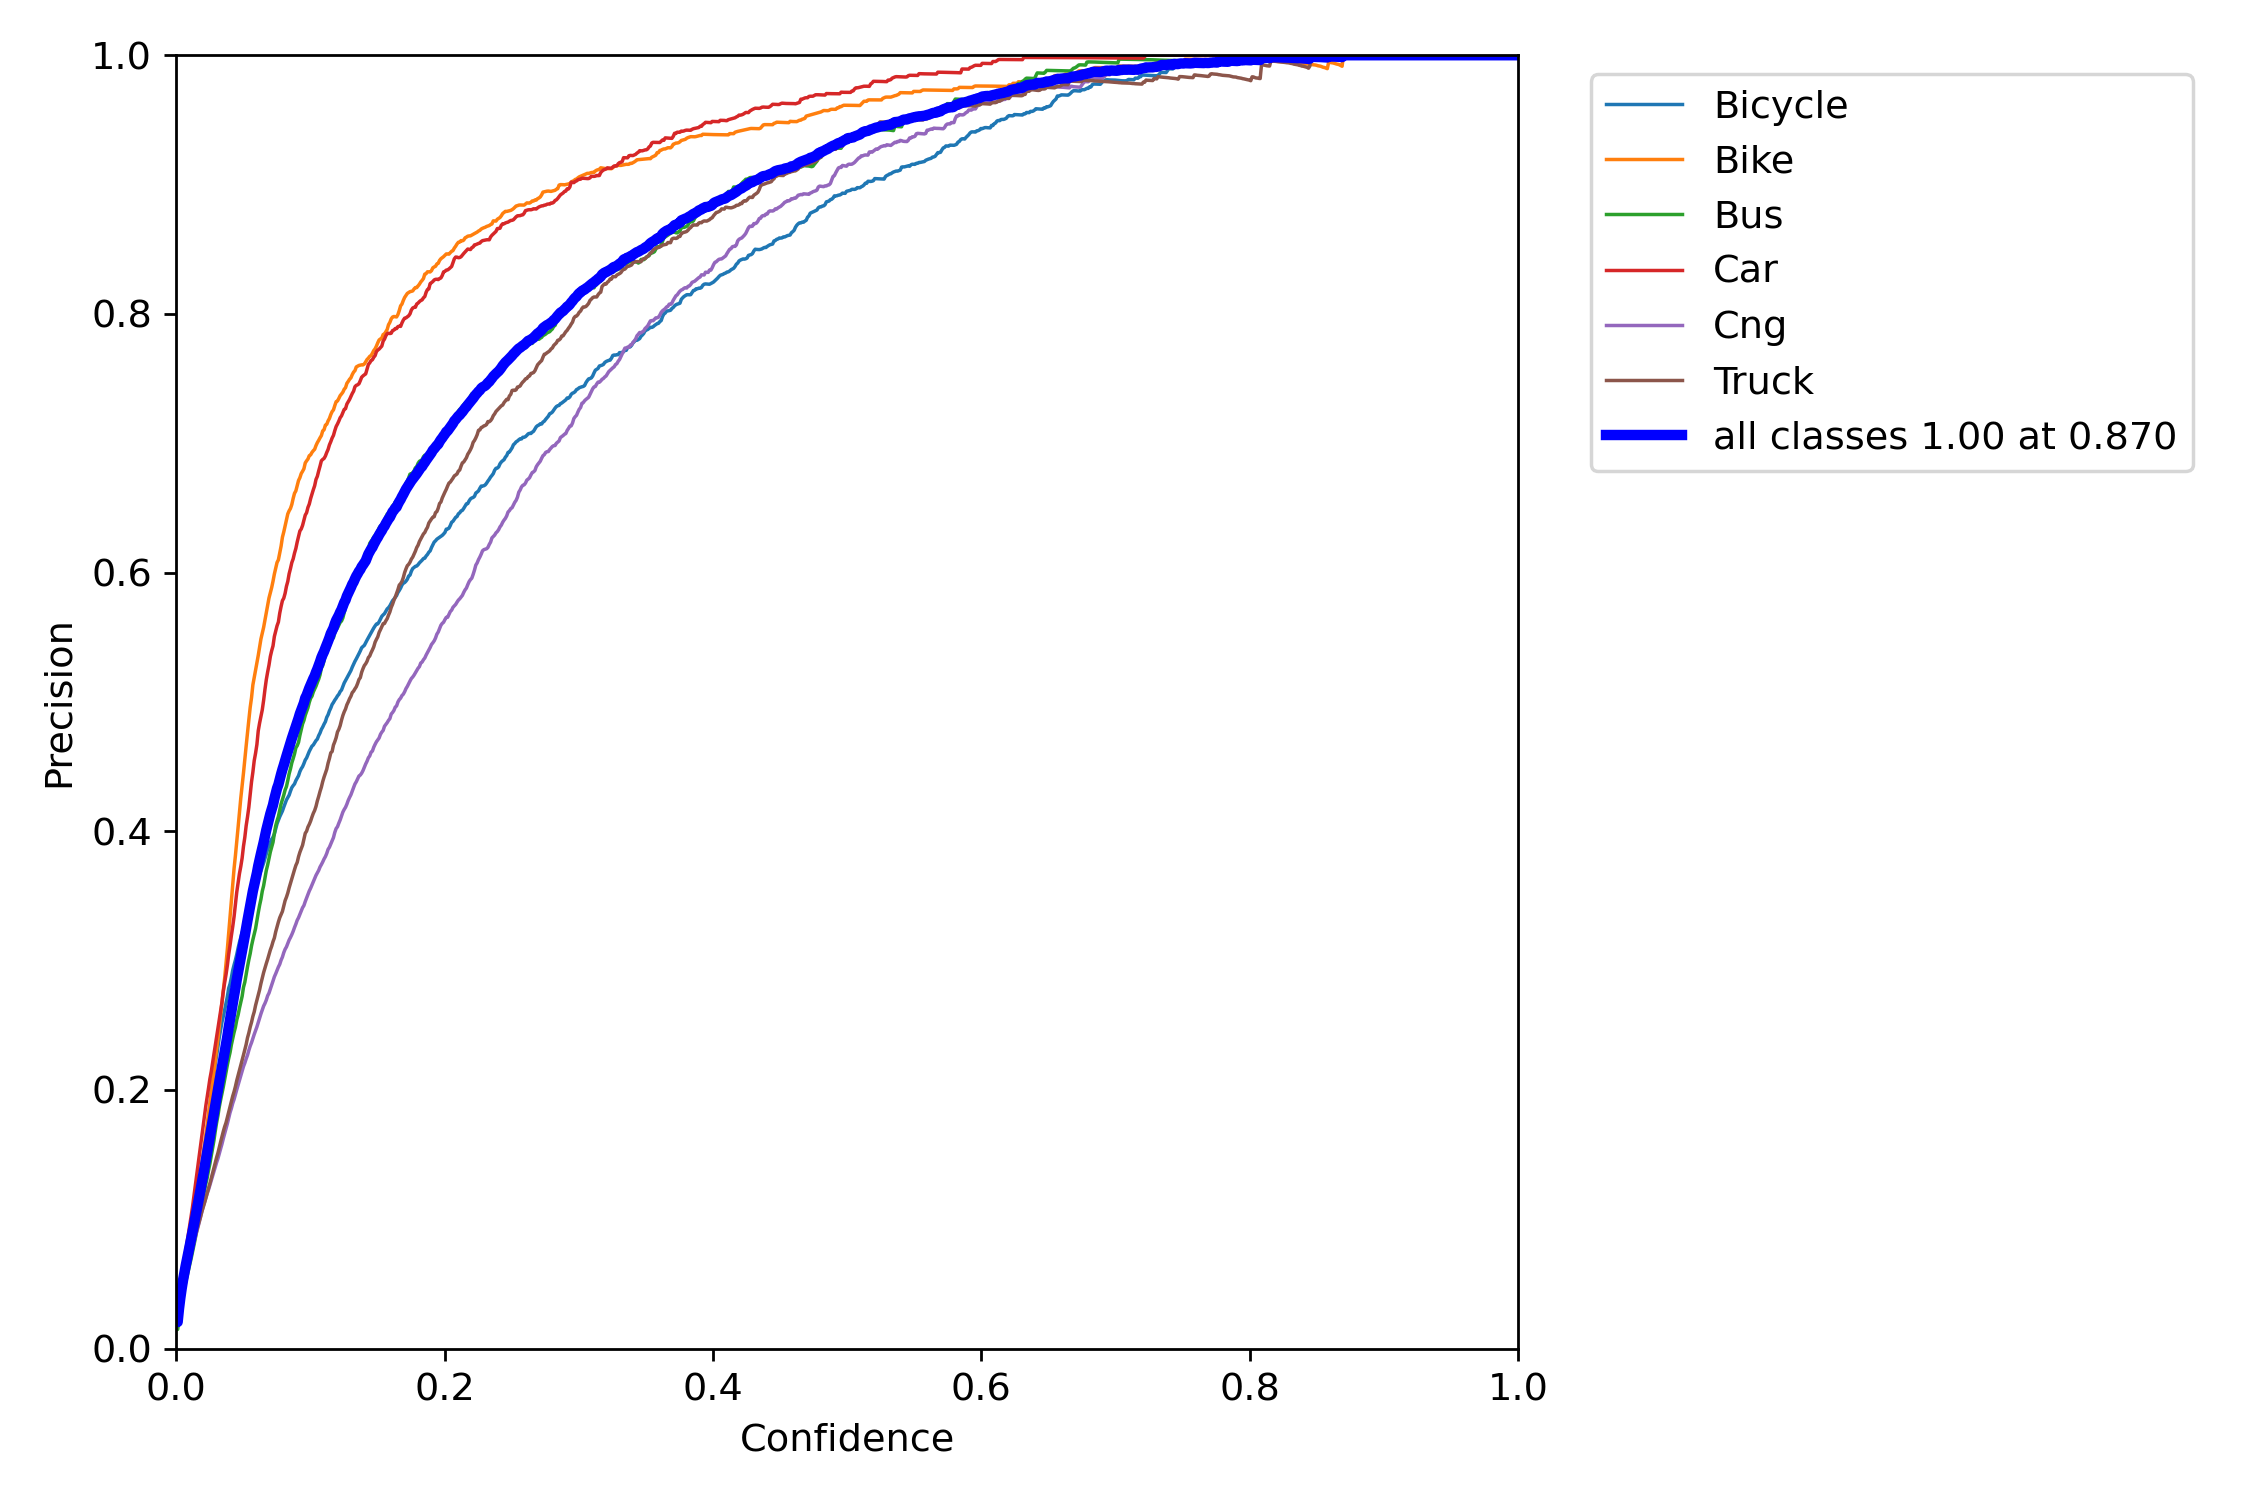 1.0
0.8
0.6
0.4
0.2
0.0
Precision
0.0 0.2 0.4 0.6 0.8 1.0
Confidence
Bicycle
Bike
Bus
Car
Cng
Truck
all classes 1.00 at 0.870